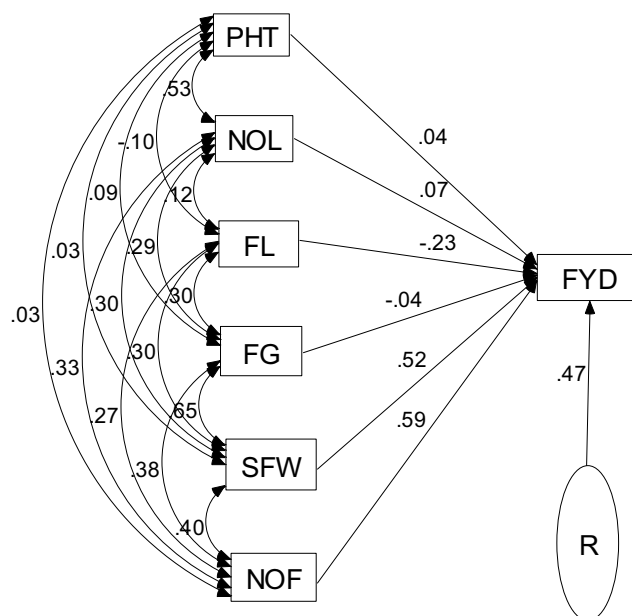 PHT
.53
.04
-.10
NOL
.07
.09
.12
-.23
FL
.03
.29
FYD
.30
.30
-.04
.03
.30
FG
.52
.33
.47
.27
.65
.59
.38
SFW
.40
R
NOF